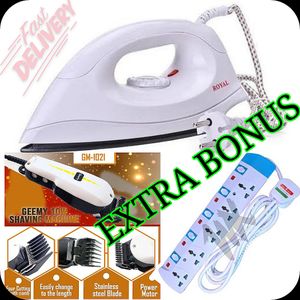 Fast
DELIVERY
ROYAL
EXTRA BONUS
GM-1021
GEEMY 10W
SHAVING MACHINE
Easily change
to the length
Stainless
steel Blade
Power
Motor